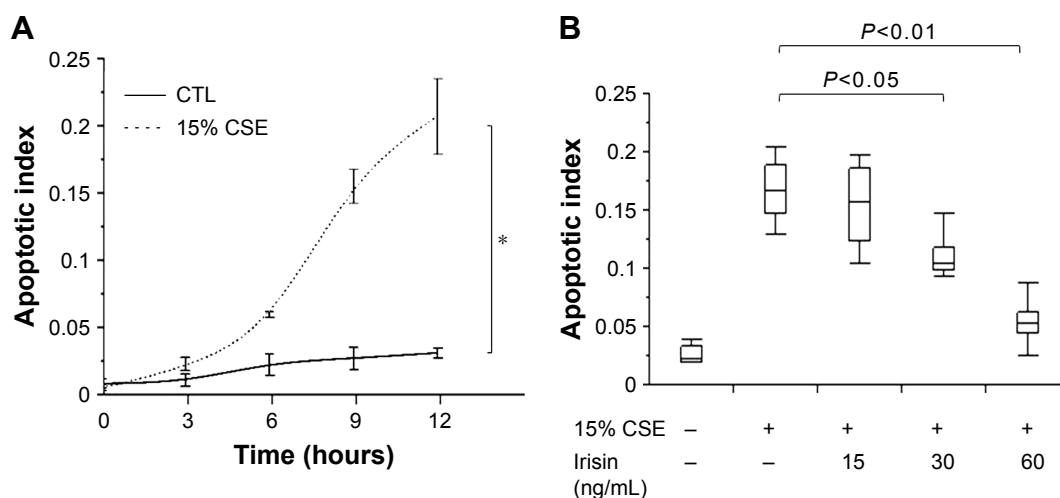 A
0.25
0.2
0.15
0.1
0.05
0
Apoptotic index
CTL
15% CSE
*
0 3 6 9 12
Time (hours)
B
P<0.01
P<0.05
0.25
0.2
0.15
0.1
0.05
0
Apoptotic index
15% CSE – + + + +
Irisin – – 15 30 60
(ng/mL)